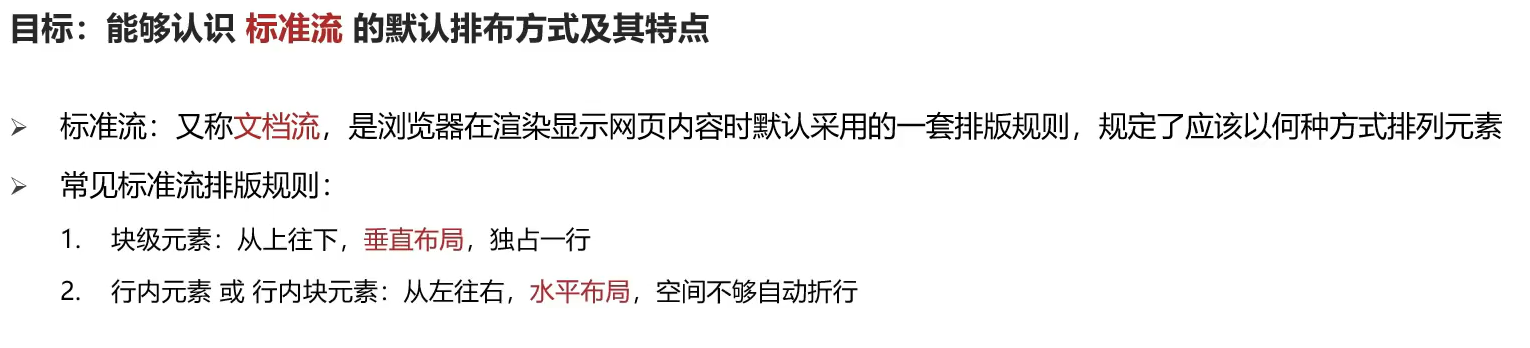 目标：能够认识 标准流 的默认排布方式及其特点
➢ 标准流：又称文档流，是浏览器在渲染显示网页内容时默认采用的一套排版规则，规定了应该以何种方式排列元素
➢ 常见标准流排版规则：
1. 块级元素：从上往下，垂直布局，独占一行
2. 行内元素 或 行内块元素：从左往右，水平布局，空间不够自动折行